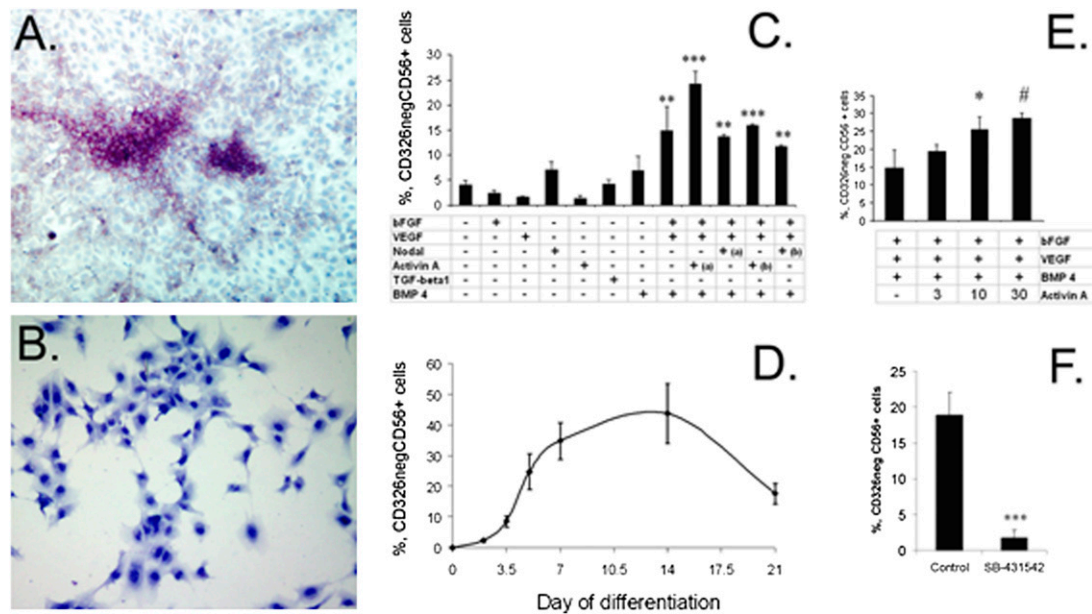 A.
B.
C.
%, CD326negCD56+ cells
30
25
20
15
10
5
0
** *** ** *** **
bFGF - + - - - - - + + + + +
VEGF - - + - - - - + + + + +
Nodal - - - + - - - - - + (a) - + (b)
Activin A - - - - + - - - + (a) - + (b) -
TGF-beta1 - - - - - + - - - - - -
BMP 4 - - - - - - + + + + + +
D.
%, CD326negCD56+ cells
60
50
40
30
20
10
0
0 3.5 7 10.5 14 17.5 21
Day of differentiation
E.
%, CD326neg CD56 + cells
35
30
25
20
15
10
5
0
* #
+ + + + bFGF
+ + + + VEGF
+ + + + BMP 4
- 3 10 30 Activin A
F.
%, CD326neg CD56+ cells
25
20
15
10
5
0
***
Control SB-431542